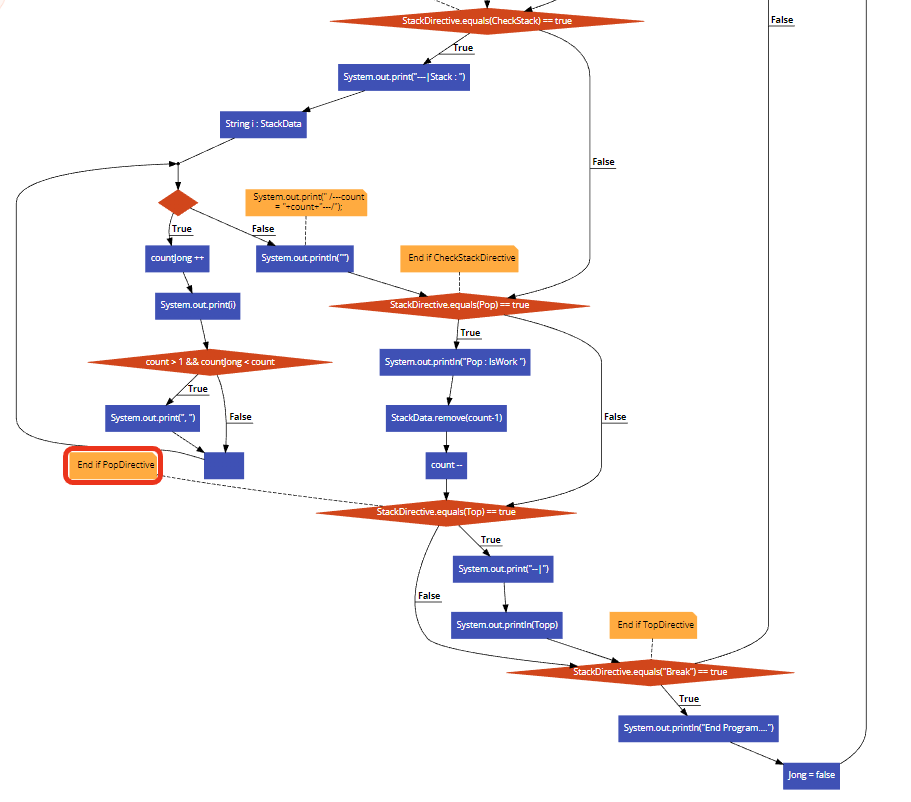 StackDirective.equals(CheckStack) == true
False
True
System.out.print("---|Stack : ")
String i : StackData
False
System.out.print(" /---count
= "+count+"---/");
True
False
countJong ++
System.out.println("")
End if CheckStackDirective
System.out.print(i)
StackDirective.equals(Pop) == true
True
count > 1 && countJong < count
System.out.println("Pop : IsWork ")
True
False
System.out.print(", ")
StackData.remove(count-1)
False
End if PopDirective
count --
StackDirective.equals(Top) == true
True
System.out.print("--|")
False
System.out.println(Topp)
End if TopDirective
StackDirective.equals("Break") == true
True
System.out.println("End Program....")
Jong = false